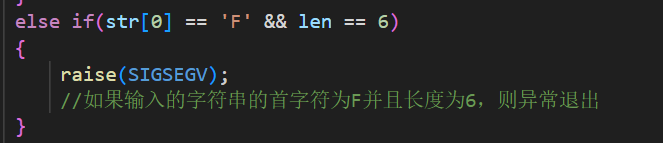 else if(str[0] == 'F' && len == 6)
{
raise(SIGSEGV);
//如果输入的字符串的首字符为F并且长度为6，则异常退出
}